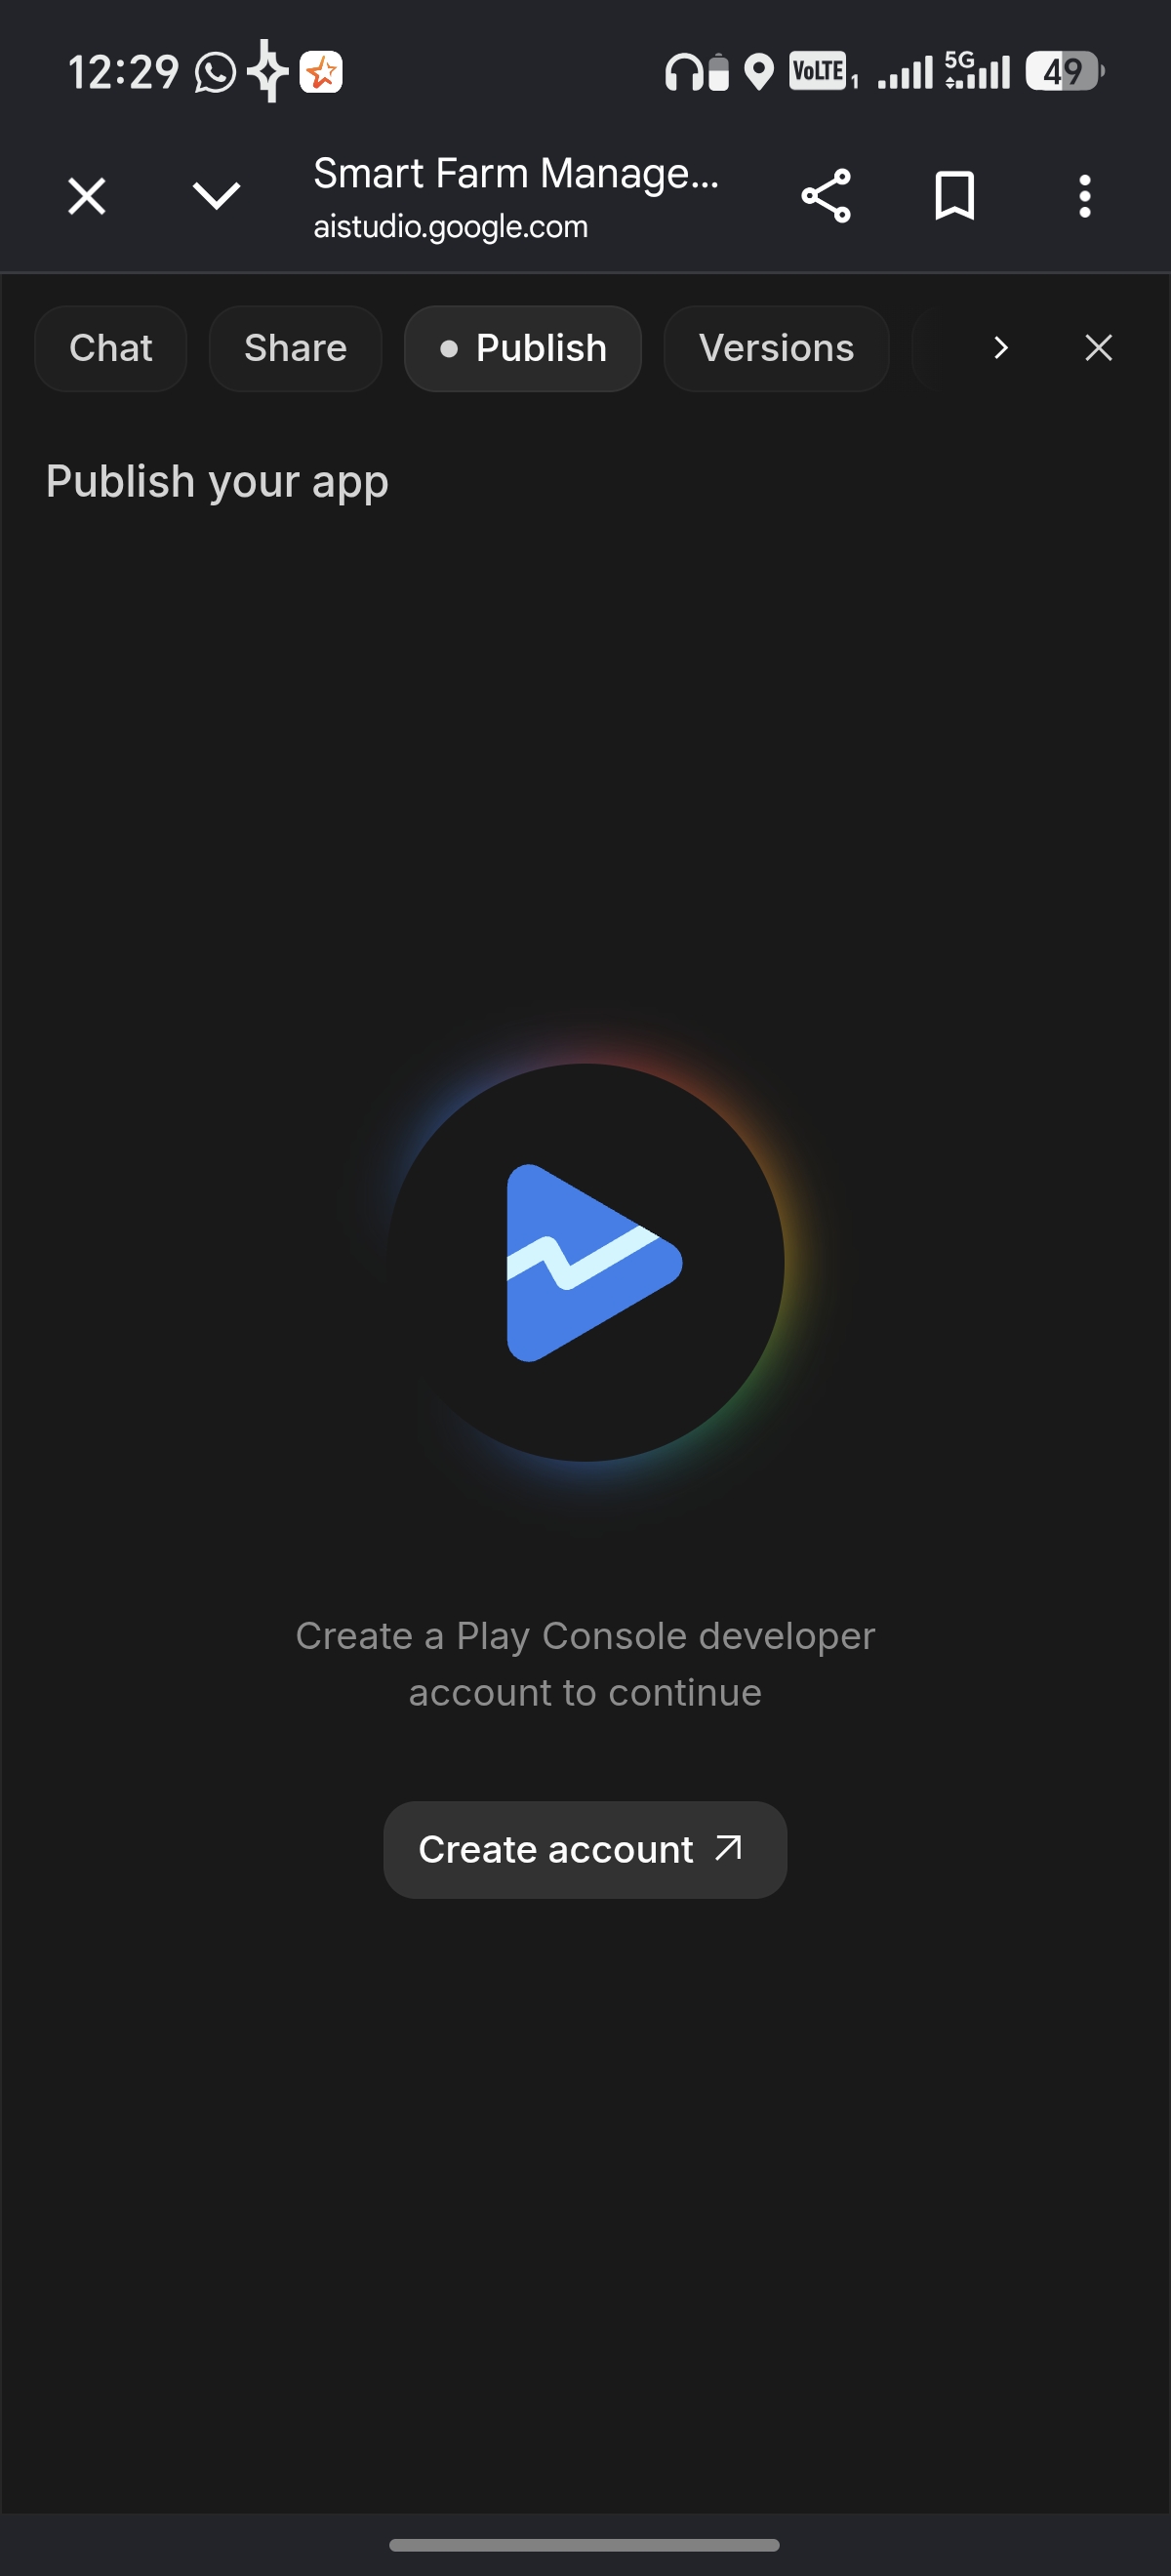 12:29
VoLTE 1 5G 49
Smart Farm Manage...
aistudio.google.com
Chat Share Publish Versions
Publish your app
Create a Play Console developer
account to continue
Create account